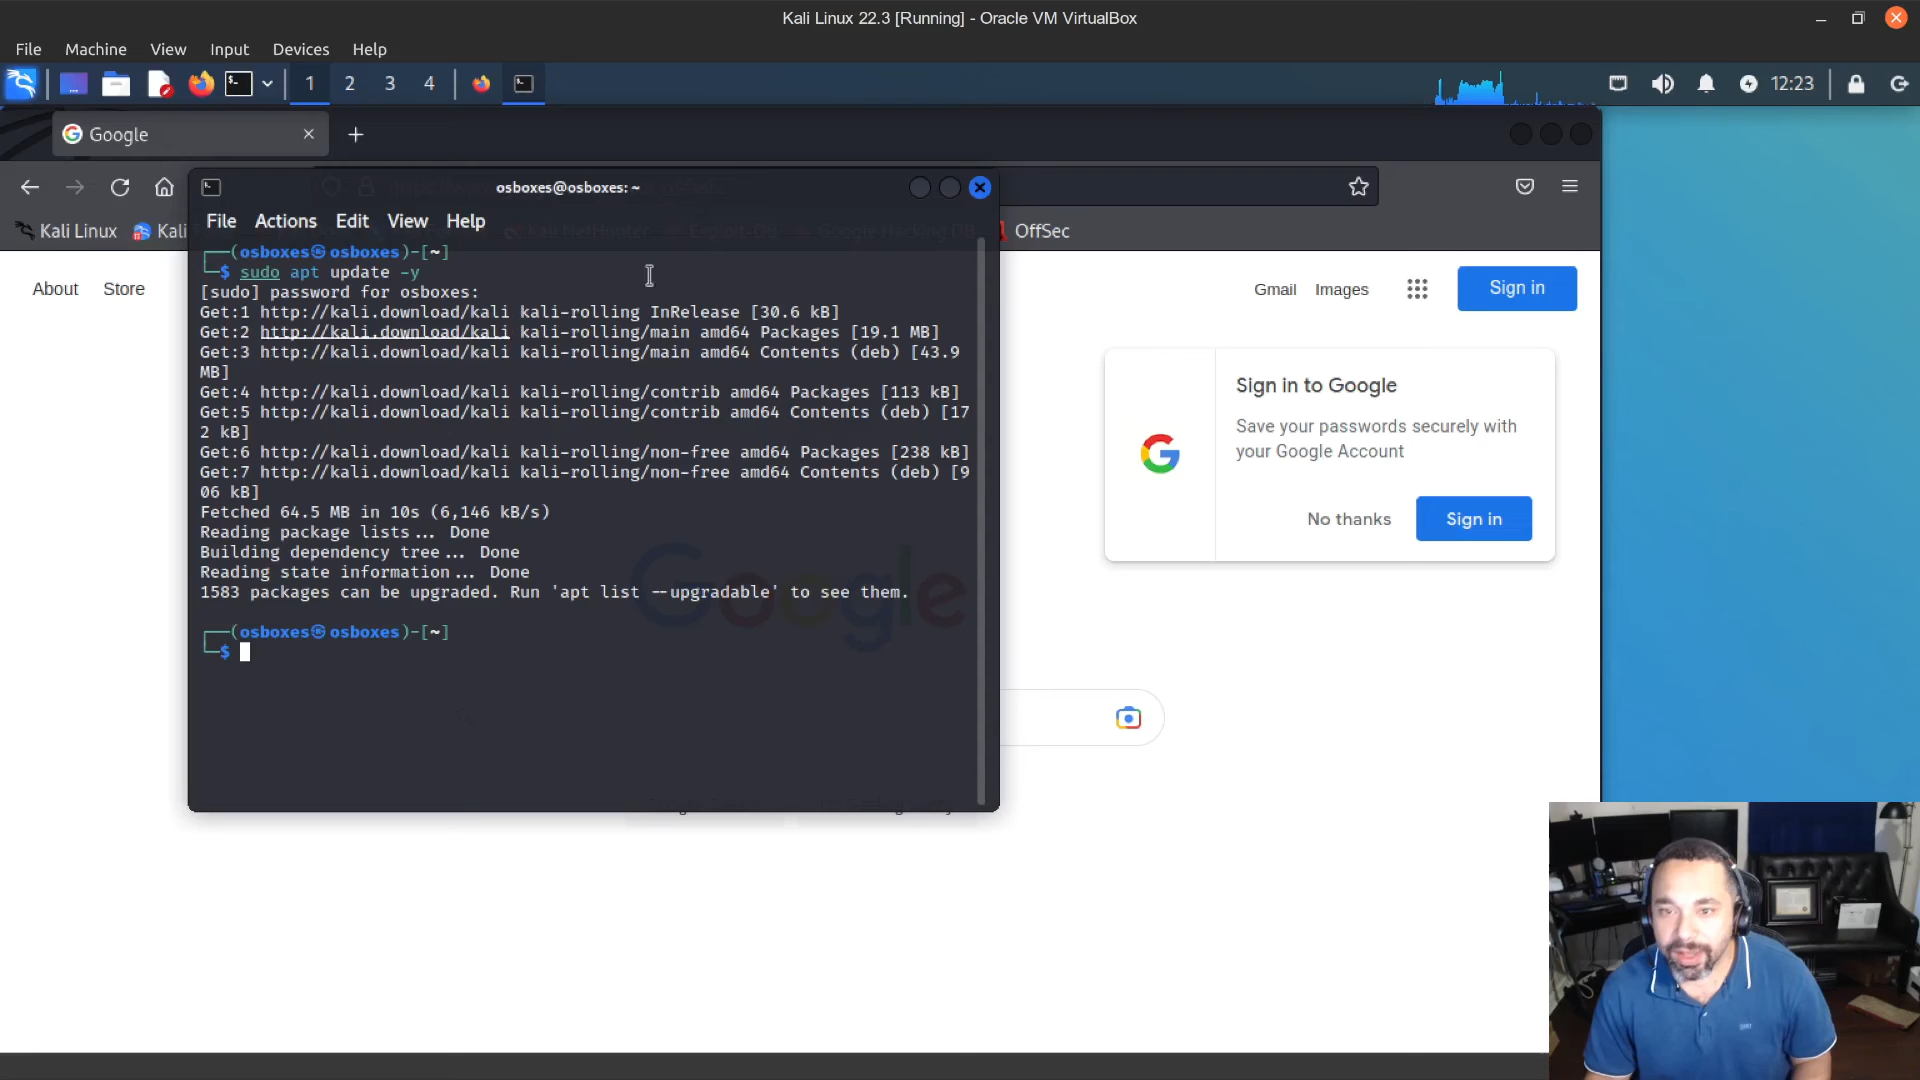 Kali Linux 22.3 [Running] - Oracle VM VirtualBox
File Machine View Input Devices Help
1 2 3 4 12:23
Google
osboxes@osboxes: ~
File Actions Edit View Help
Kali Linux Kali OffSec
(osboxes㉿osboxes)-[~]
$ sudo apt update -y
[sudo] password for osboxes:
Get:1 http://kali.download/kali kali-rolling InRelease [30.6 kB]
Get:2 http://kali.download/kali kali-rolling/main amd64 Packages [19.1 MB]
Get:3 http://kali.download/kali kali-rolling/main amd64 Contents (deb) [43.9
MB]
Get:4 http://kali.download/kali kali-rolling/contrib amd64 Packages [113 kB]
Get:5 http://kali.download/kali kali-rolling/contrib amd64 Contents (deb) [17
2 kB]
Get:6 http://kali.download/kali kali-rolling/non-free amd64 Packages [238 kB]
Get:7 http://kali.download/kali kali-rolling/non-free amd64 Contents (deb) [9
06 kB]
Fetched 64.5 MB in 10s (6,146 kB/s)
Reading package lists... Done
Building dependency tree... Done
Reading state information... Done
1583 packages can be upgraded. Run 'apt list --upgradable' to see them.
(osboxes㉿osboxes)-[~]
$
About Store
Gmail Images Sign in
Sign in to Google
Save your passwords securely with
your Google Account
No thanks Sign in
Google